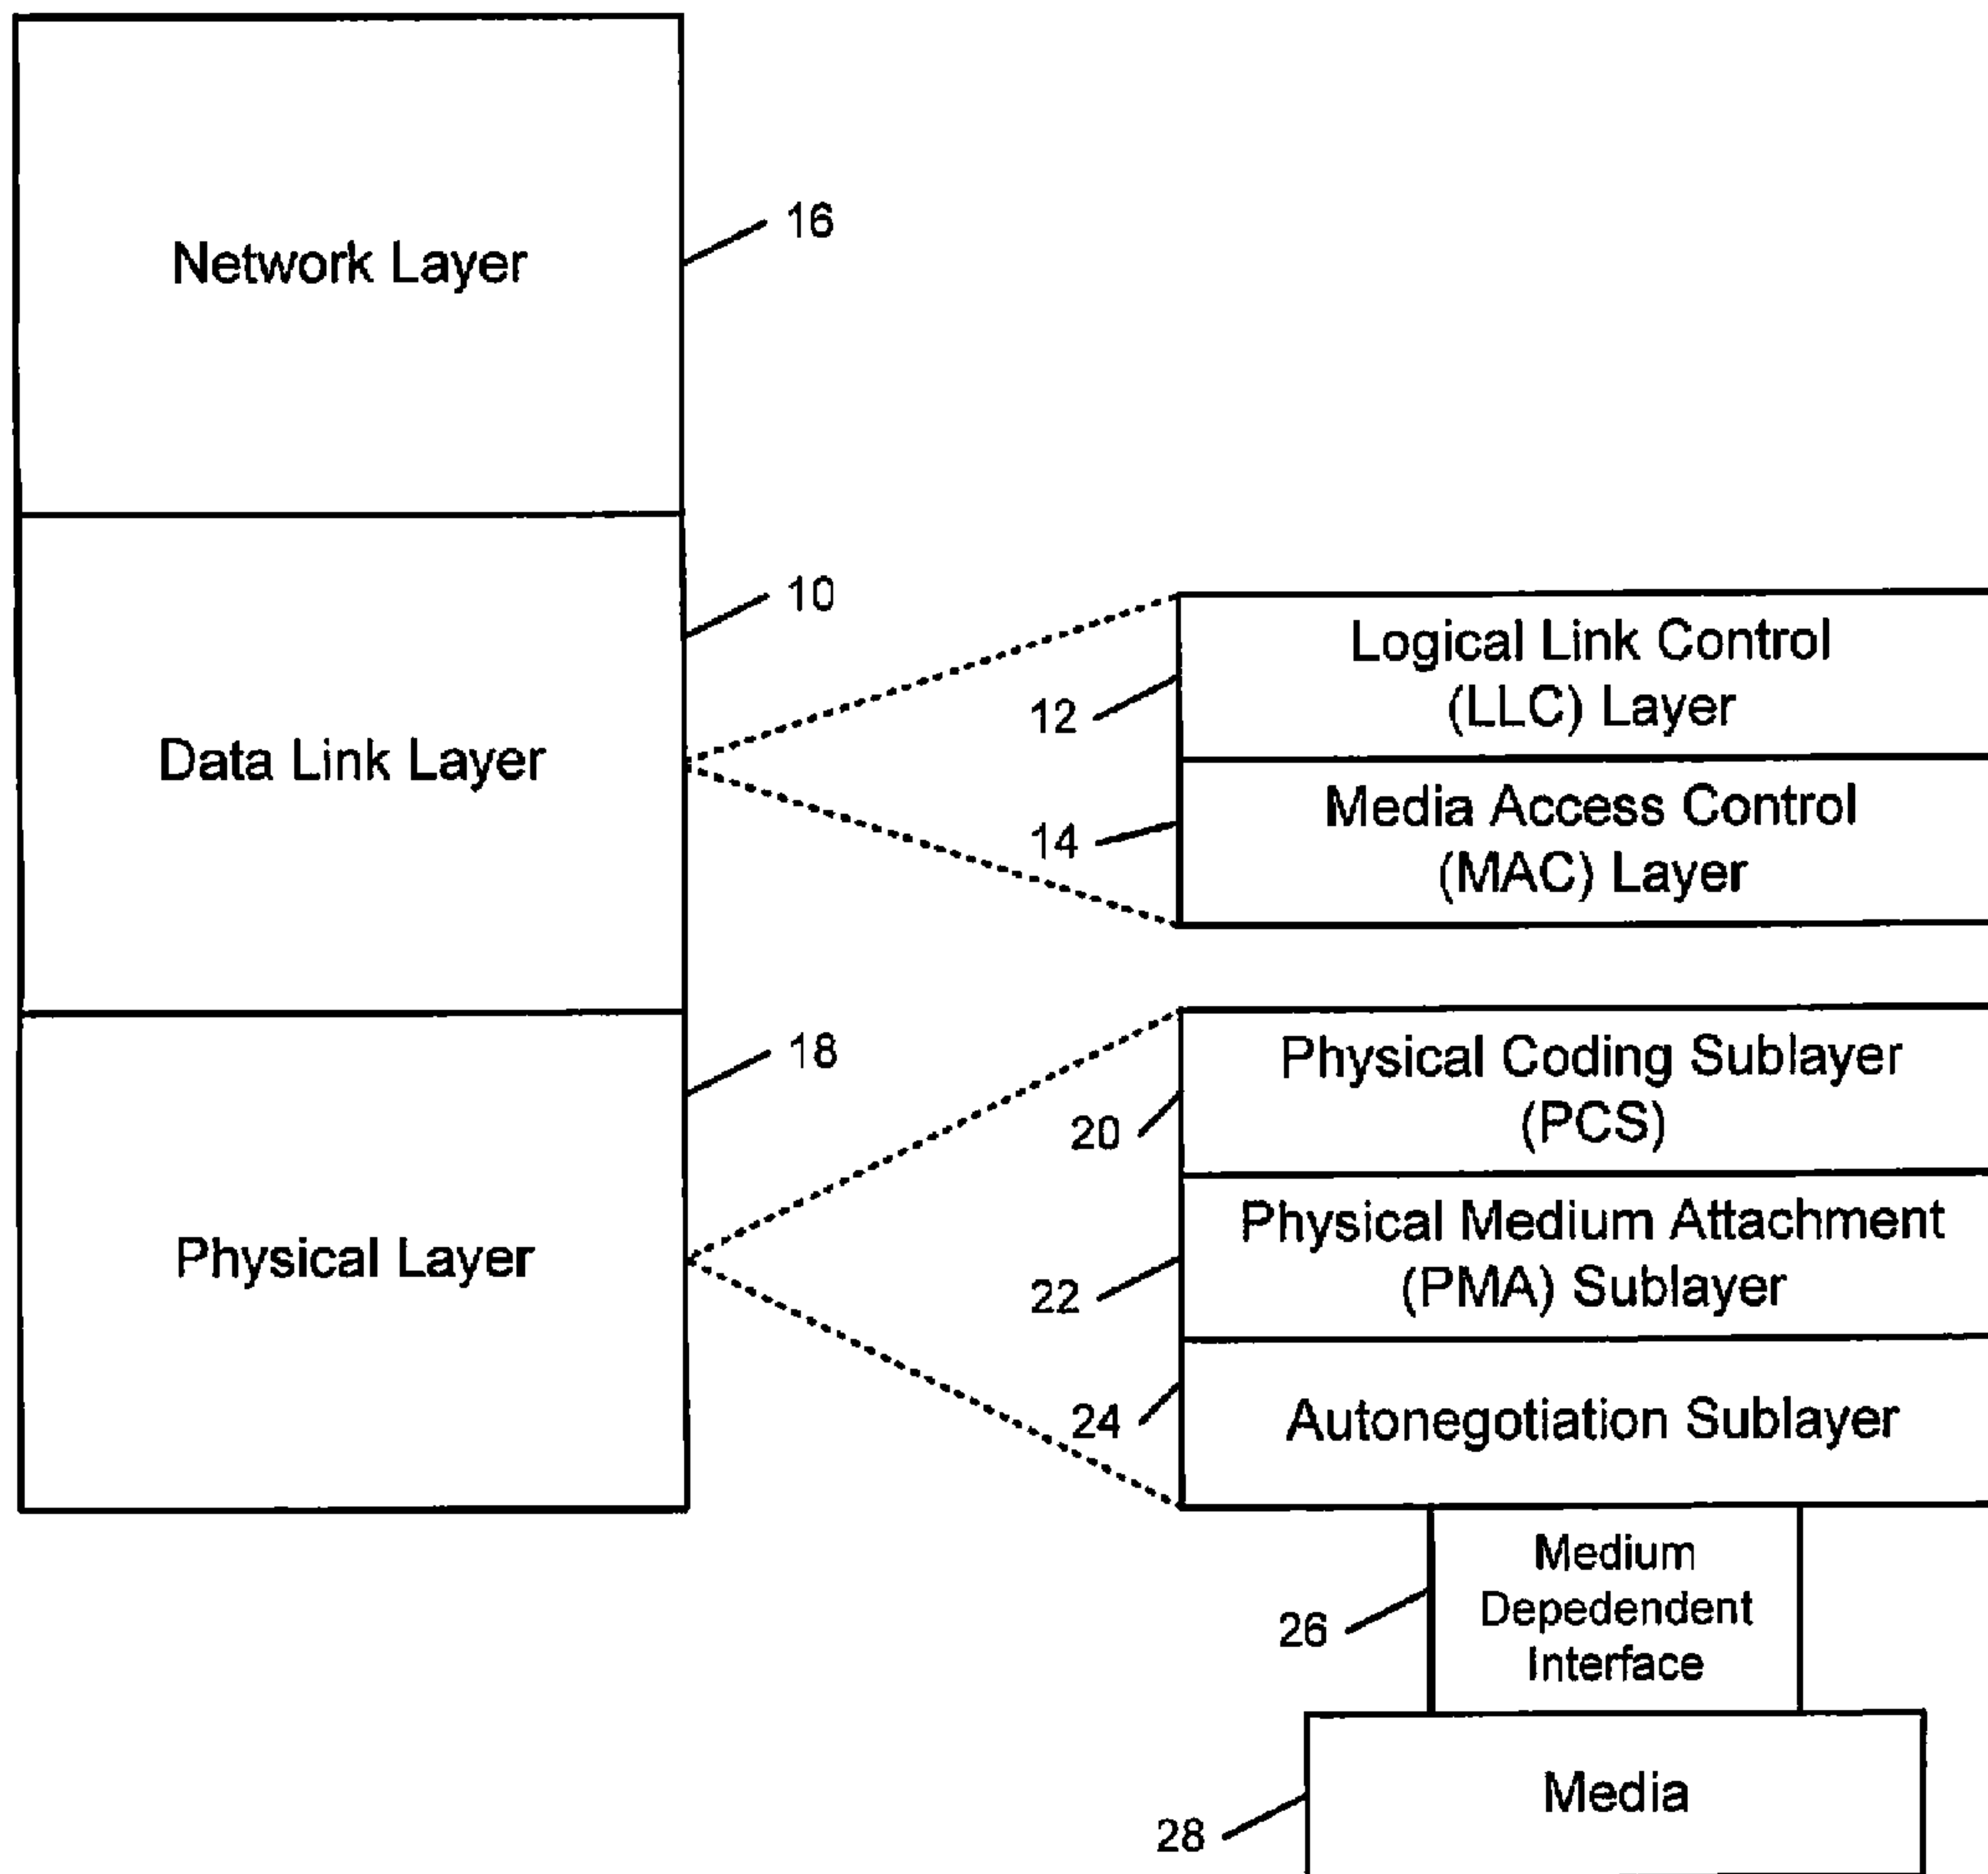 Network Layer
16
Data Link Layer
10
Logical Link Control
(LLC) Layer
12
Media Access Control
(MAC) Layer
14
Physical Layer
18
Physical Coding Sublayer
(PCS)
20
Physical Medium Attachment
(PMA) Sublayer
22
Autonegotiation Sublayer
24
Medium
Depedendent
Interface
26
Media
28